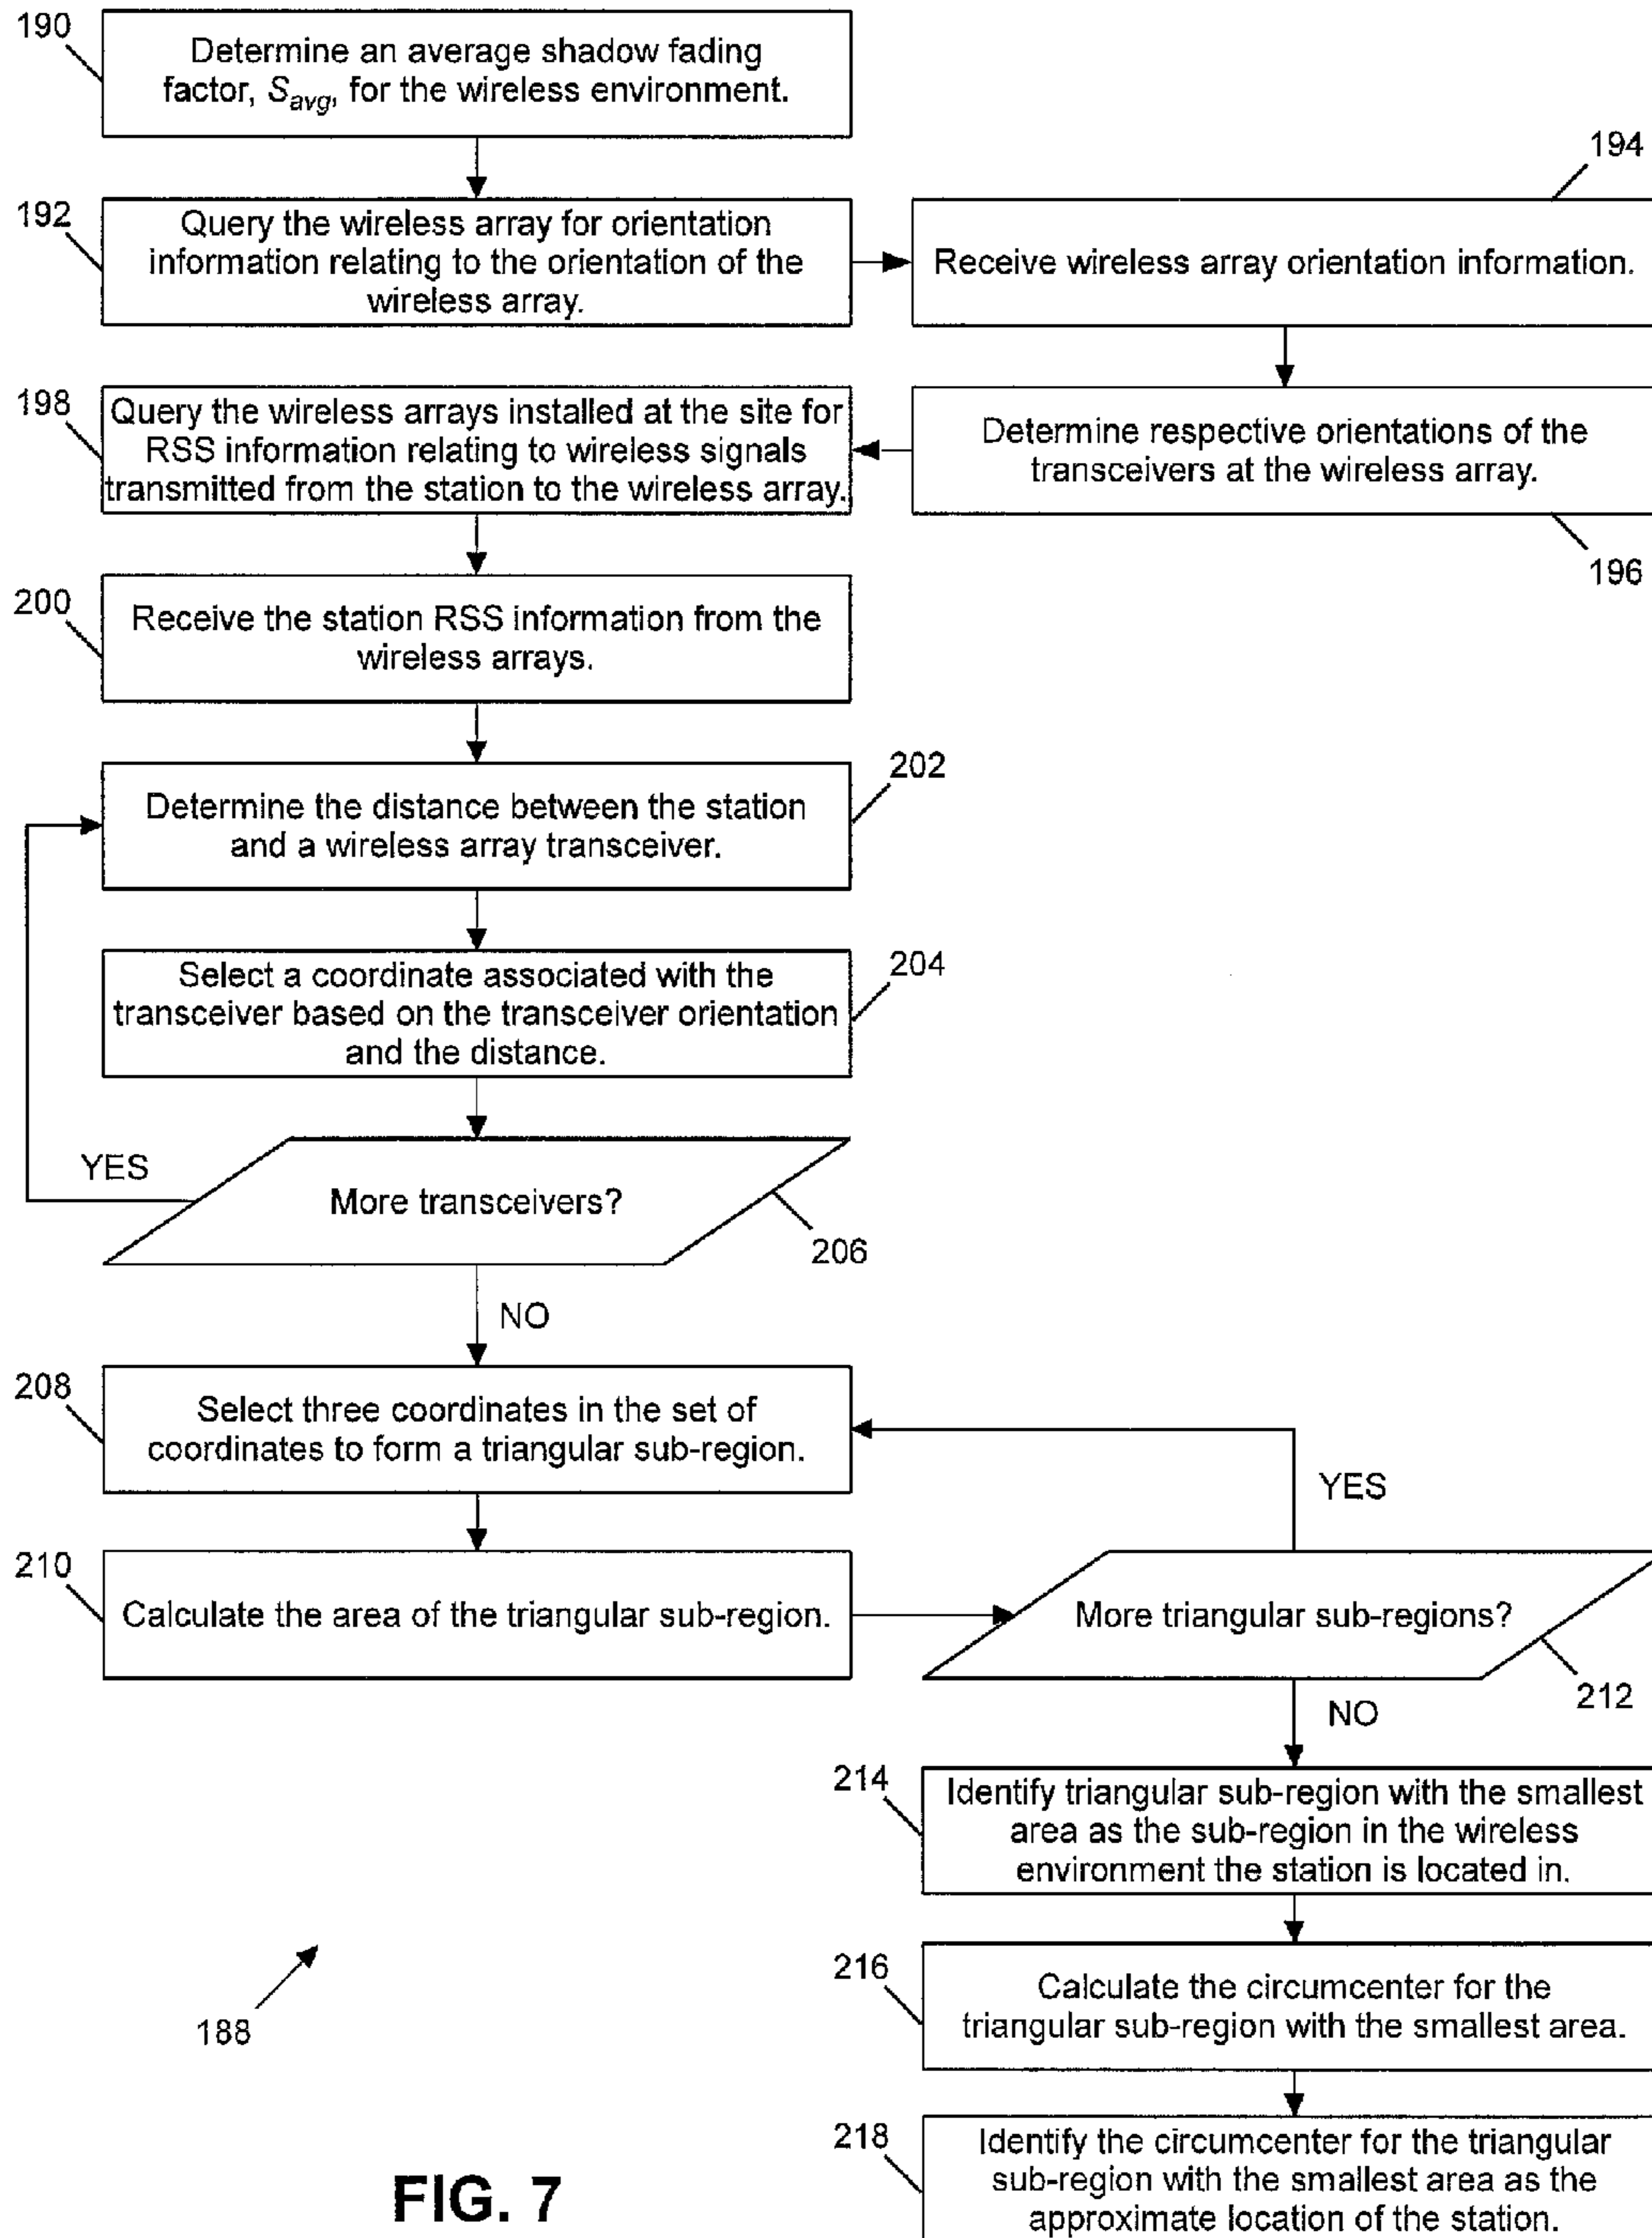 190
Determine an average shadow fading
factor, Savg, for the wireless environment.
194
192
Query the wireless array for orientation
information relating to the orientation of the
wireless array.
Receive wireless array orientation information.
198
Query the wireless arrays installed at the site for
RSS information relating to wireless signals
transmitted from the station to the wireless array.
Determine respective orientations of the
transceivers at the wireless array.
196
200
Receive the station RSS information from the
wireless arrays.
202
Determine the distance between the station
and a wireless array transceiver.
204
Select a coordinate associated with the
transceiver based on the transceiver orientation
and the distance.
YES
More transceivers?
206
NO
208
Select three coordinates in the set of
coordinates to form a triangular sub-region.
YES
210
Calculate the area of the triangular sub-region.
More triangular sub-regions?
212
NO
214
Identify triangular sub-region with the smallest
area as the sub-region in the wireless
environment the station is located in.
216
Calculate the circumcenter for the
triangular sub-region with the smallest area.
188
218
Identify the circumcenter for the triangular
sub-region with the smallest area as the
approximate location of the station.
FIG. 7